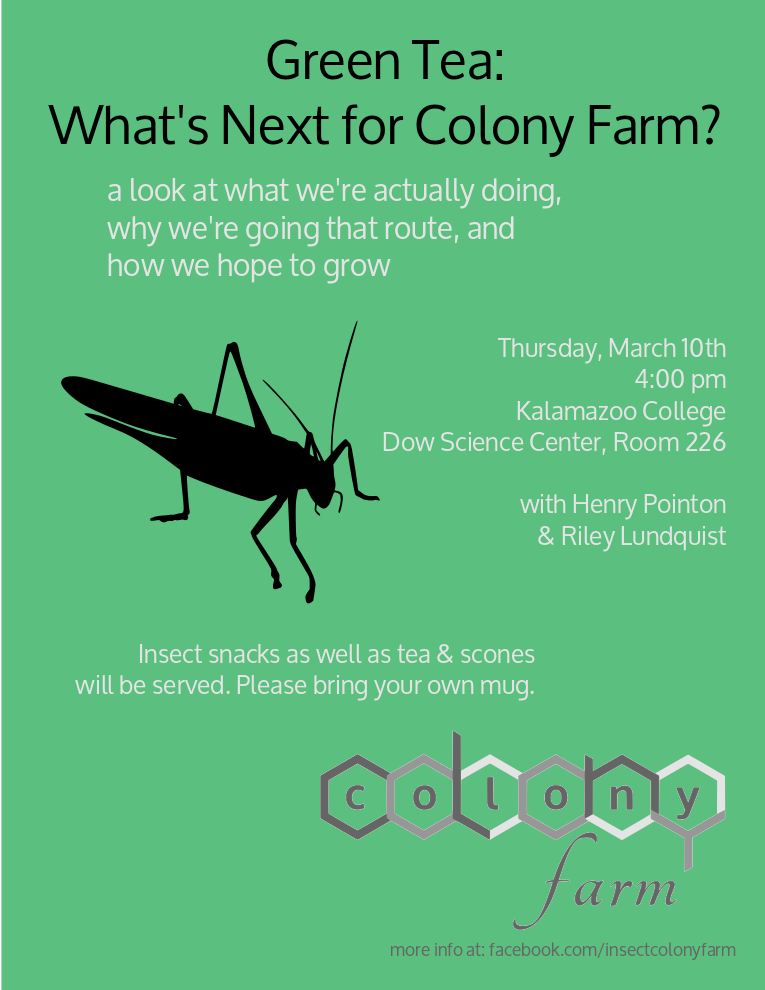 Green Tea:
What's Next for Colony Farm?
a look at what we're actually doing,
why we're going that route, and
how we hope to grow
Thursday, March 10th
4:00 pm
Kalamazoo College
Dow Science Center, Room 226
with Henry Pointon
& Riley Lundquist
Insect snacks as well as tea & scones
will be served. Please bring your own mug.
colony
farm
more info at: facebook.com/insectcolonyfarm